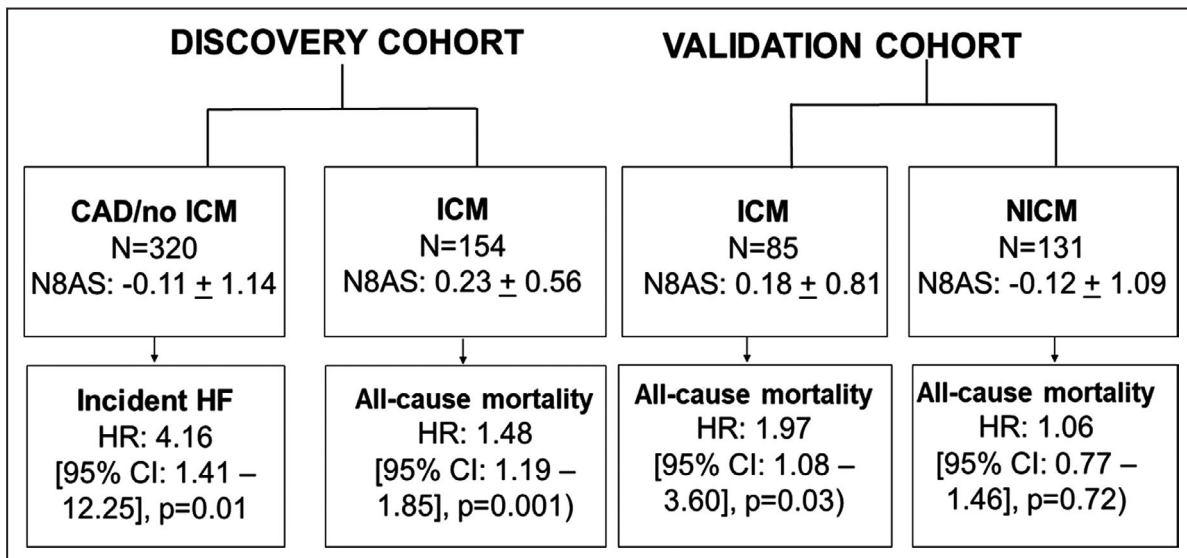 DISCOVERY COHORT
VALIDATION COHORT
CAD/no ICM
N=320
N8AS: -0.11 + 1.14
ICM
N=154
N8AS: 0.23 + 0.56
ICM
N=85
N8AS: 0.18 + 0.81
NICM
N=131
N8AS: -0.12 + 1.09
Incident HF
HR: 4.16
[95% CI: 1.41 –
12.25], p=0.01
All-cause mortality
HR: 1.48
[95% CI: 1.19 –
1.85], p=0.001)
All-cause mortality
HR: 1.97
[95% CI: 1.08 –
3.60], p=0.03)
All-cause mortality
HR: 1.06
[95% CI: 0.77 –
1.46], p=0.72)